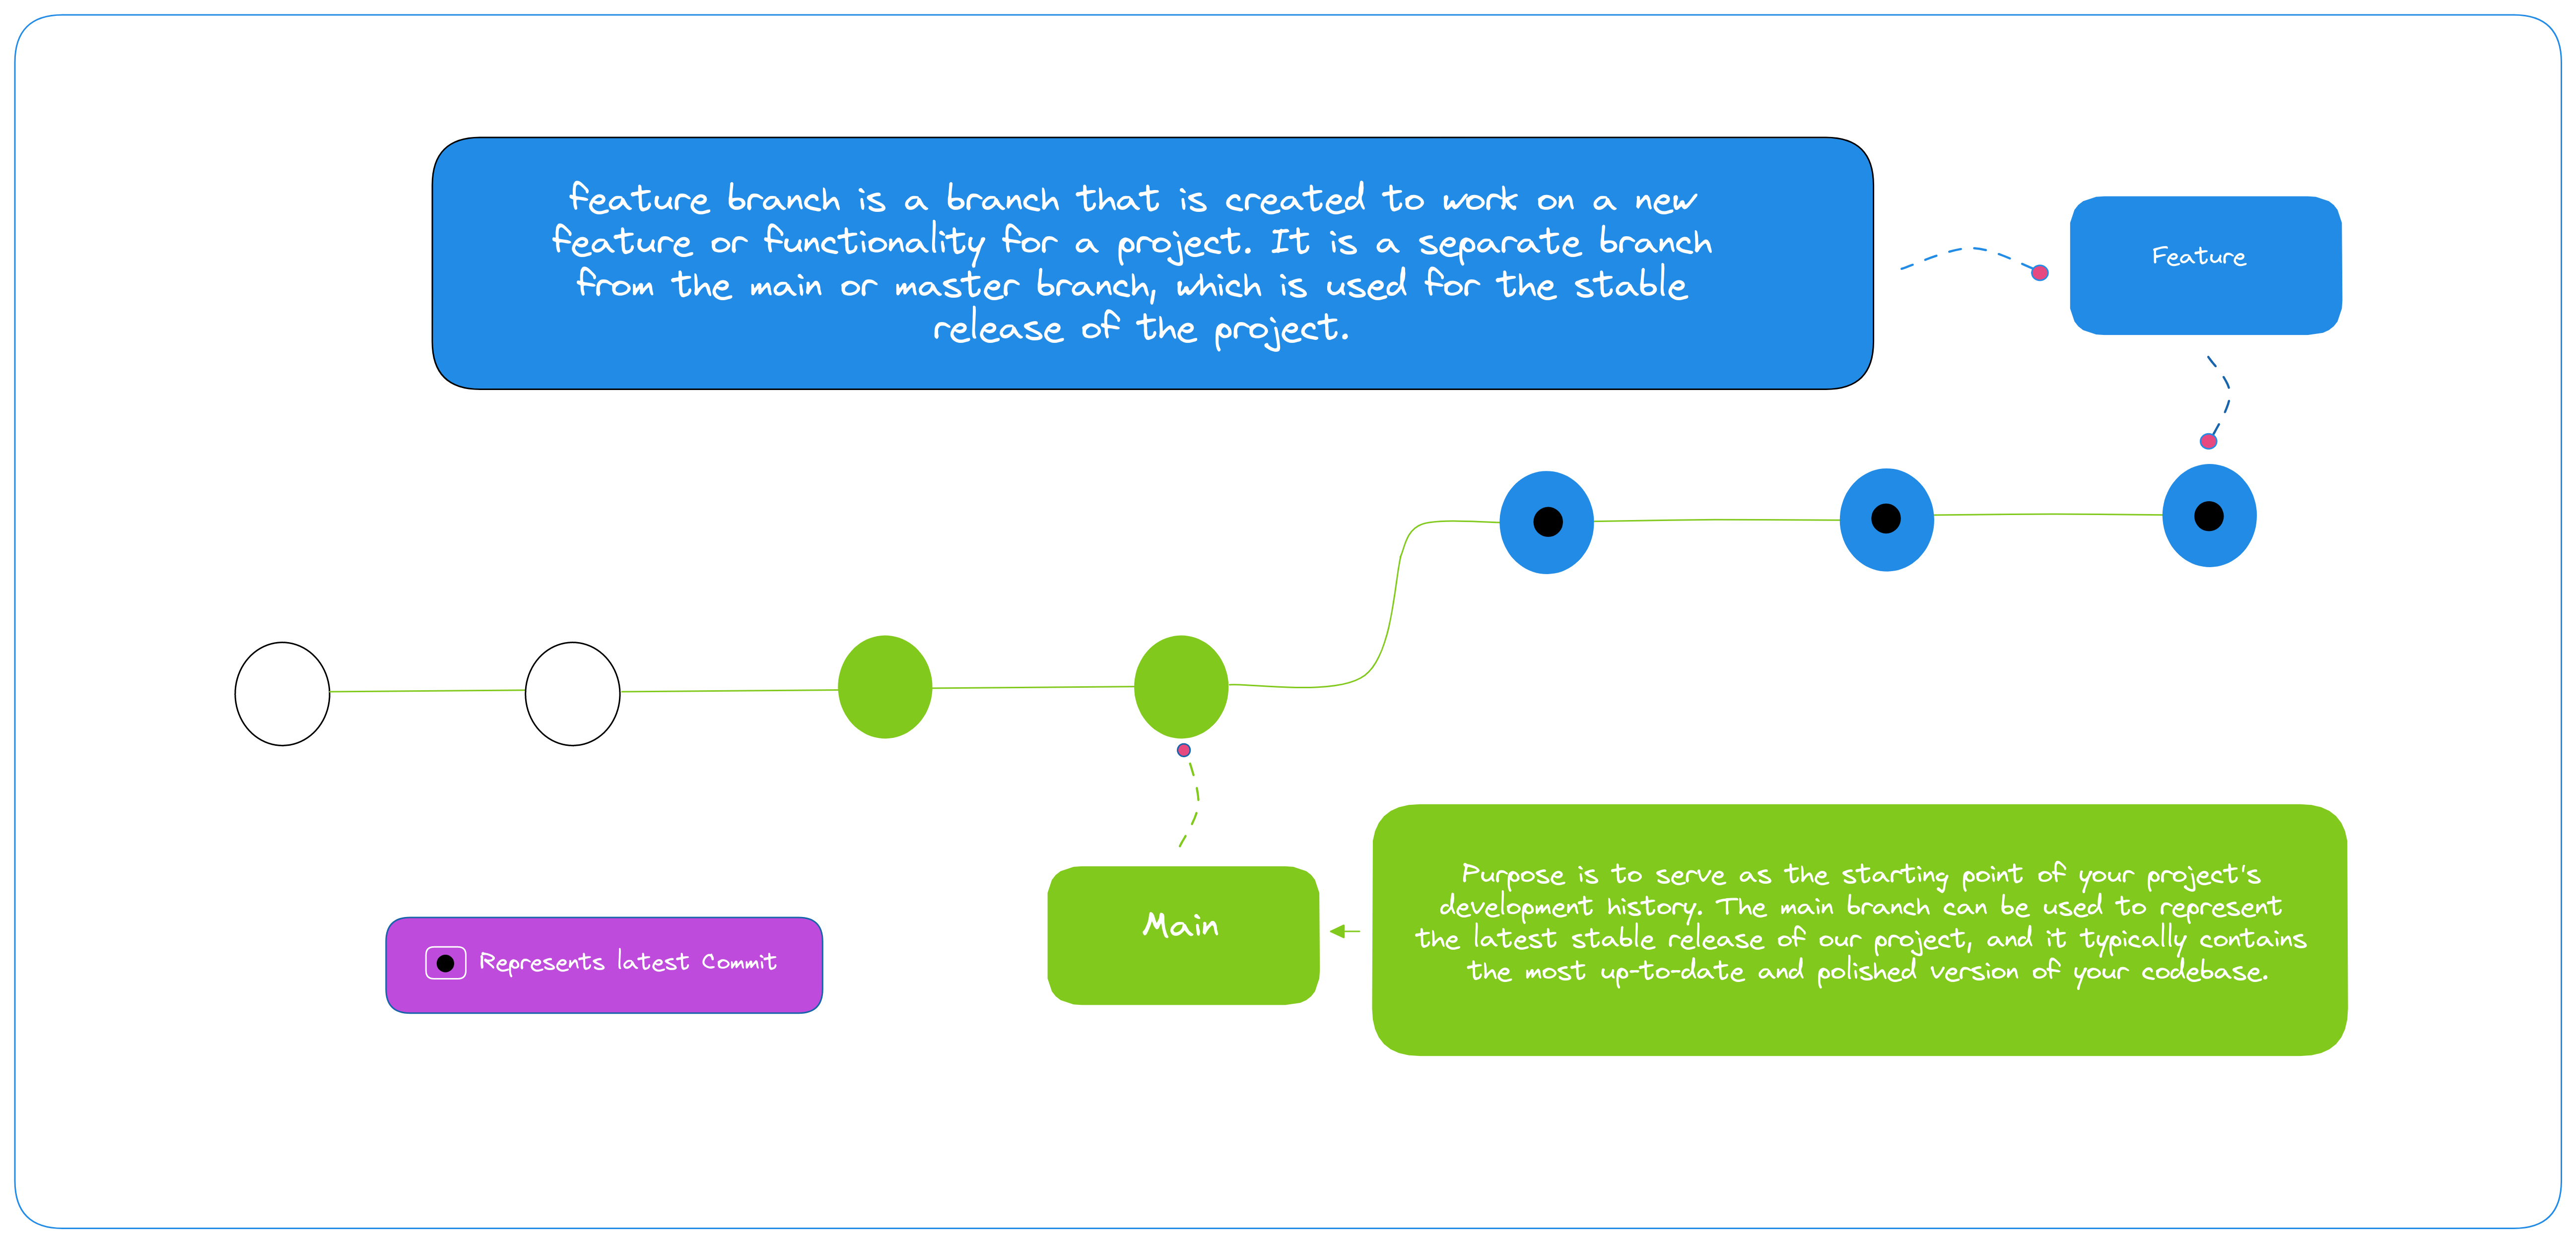 feature branch is a branch that is created to work on a new
feature or functionality for a project. It is a separate branch
from the main or master branch, which is used for the stable
release of the project.
Feature
Main
Purpose is to serve as the starting point of your project's
development history. The main branch can be used to represent
the latest stable release of our project, and it typically contains
the most up-to-date and polished version of your codebase.
Represents latest Commit